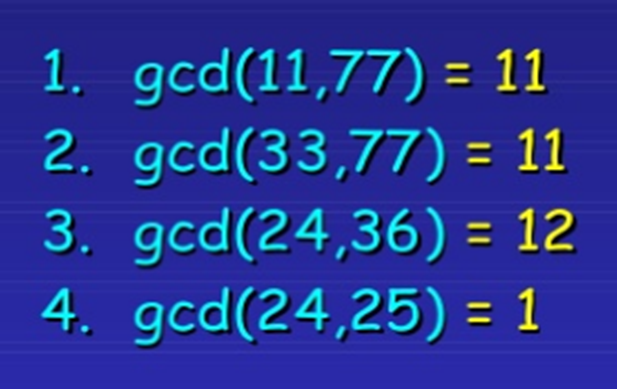 1. gcd(11,77) = 11
2. gcd(33,77) = 11
3. gcd(24,36) = 12
4. gcd(24,25) = 1